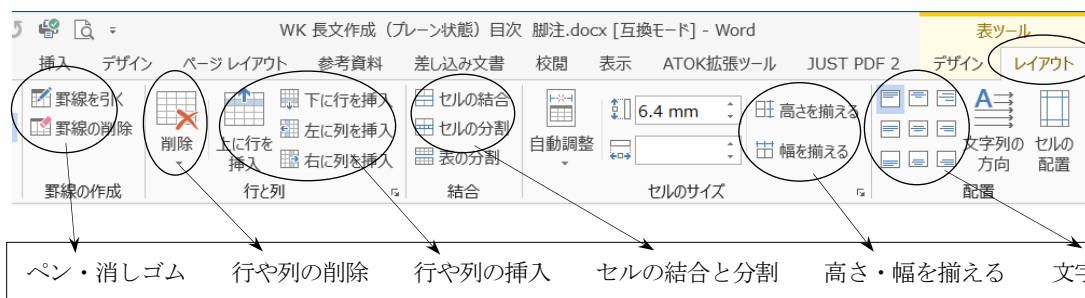 WK 長文作成（プレーン状態）目次 脚注.docx [互換モード] - Word
表ツール
挿入 デザイン ページ レイアウト 参考資料 差し込み文書 校閲 表示 ATOK拡張ツール JUST PDF 2 デザイン レイアウト
罫線を引く
罫線の削除
罫線の作成
削除
上に行を
挿入
下に行を挿入
左に列を挿入
右に列を挿入
行と列
セルの結合
セルの分割
表の分割
結合
自動調整
6.4 mm
高さを揃える
幅を揃える
セルのサイズ
A
文字列の
方向
セルの
配置
配置
ペン・消しゴム 行や列の削除 行や列の挿入 セルの結合と分割 高さ・幅を揃える 文字